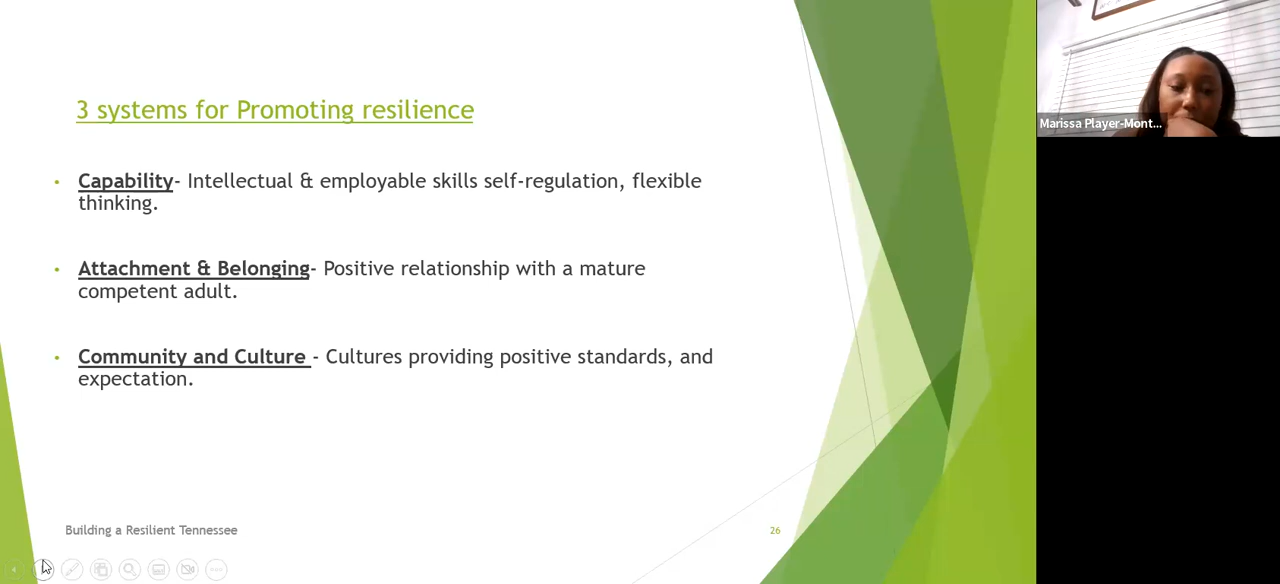 3 systems for Promoting resilience
• Capability- Intellectual & employable skills self-regulation, flexible
thinking.
• Attachment & Belonging- Positive relationship with a mature
competent adult.
• Community and Culture - Cultures providing positive standards, and
expectation.
Building a Resilient Tennessee
26
Marissa Player-Mont...